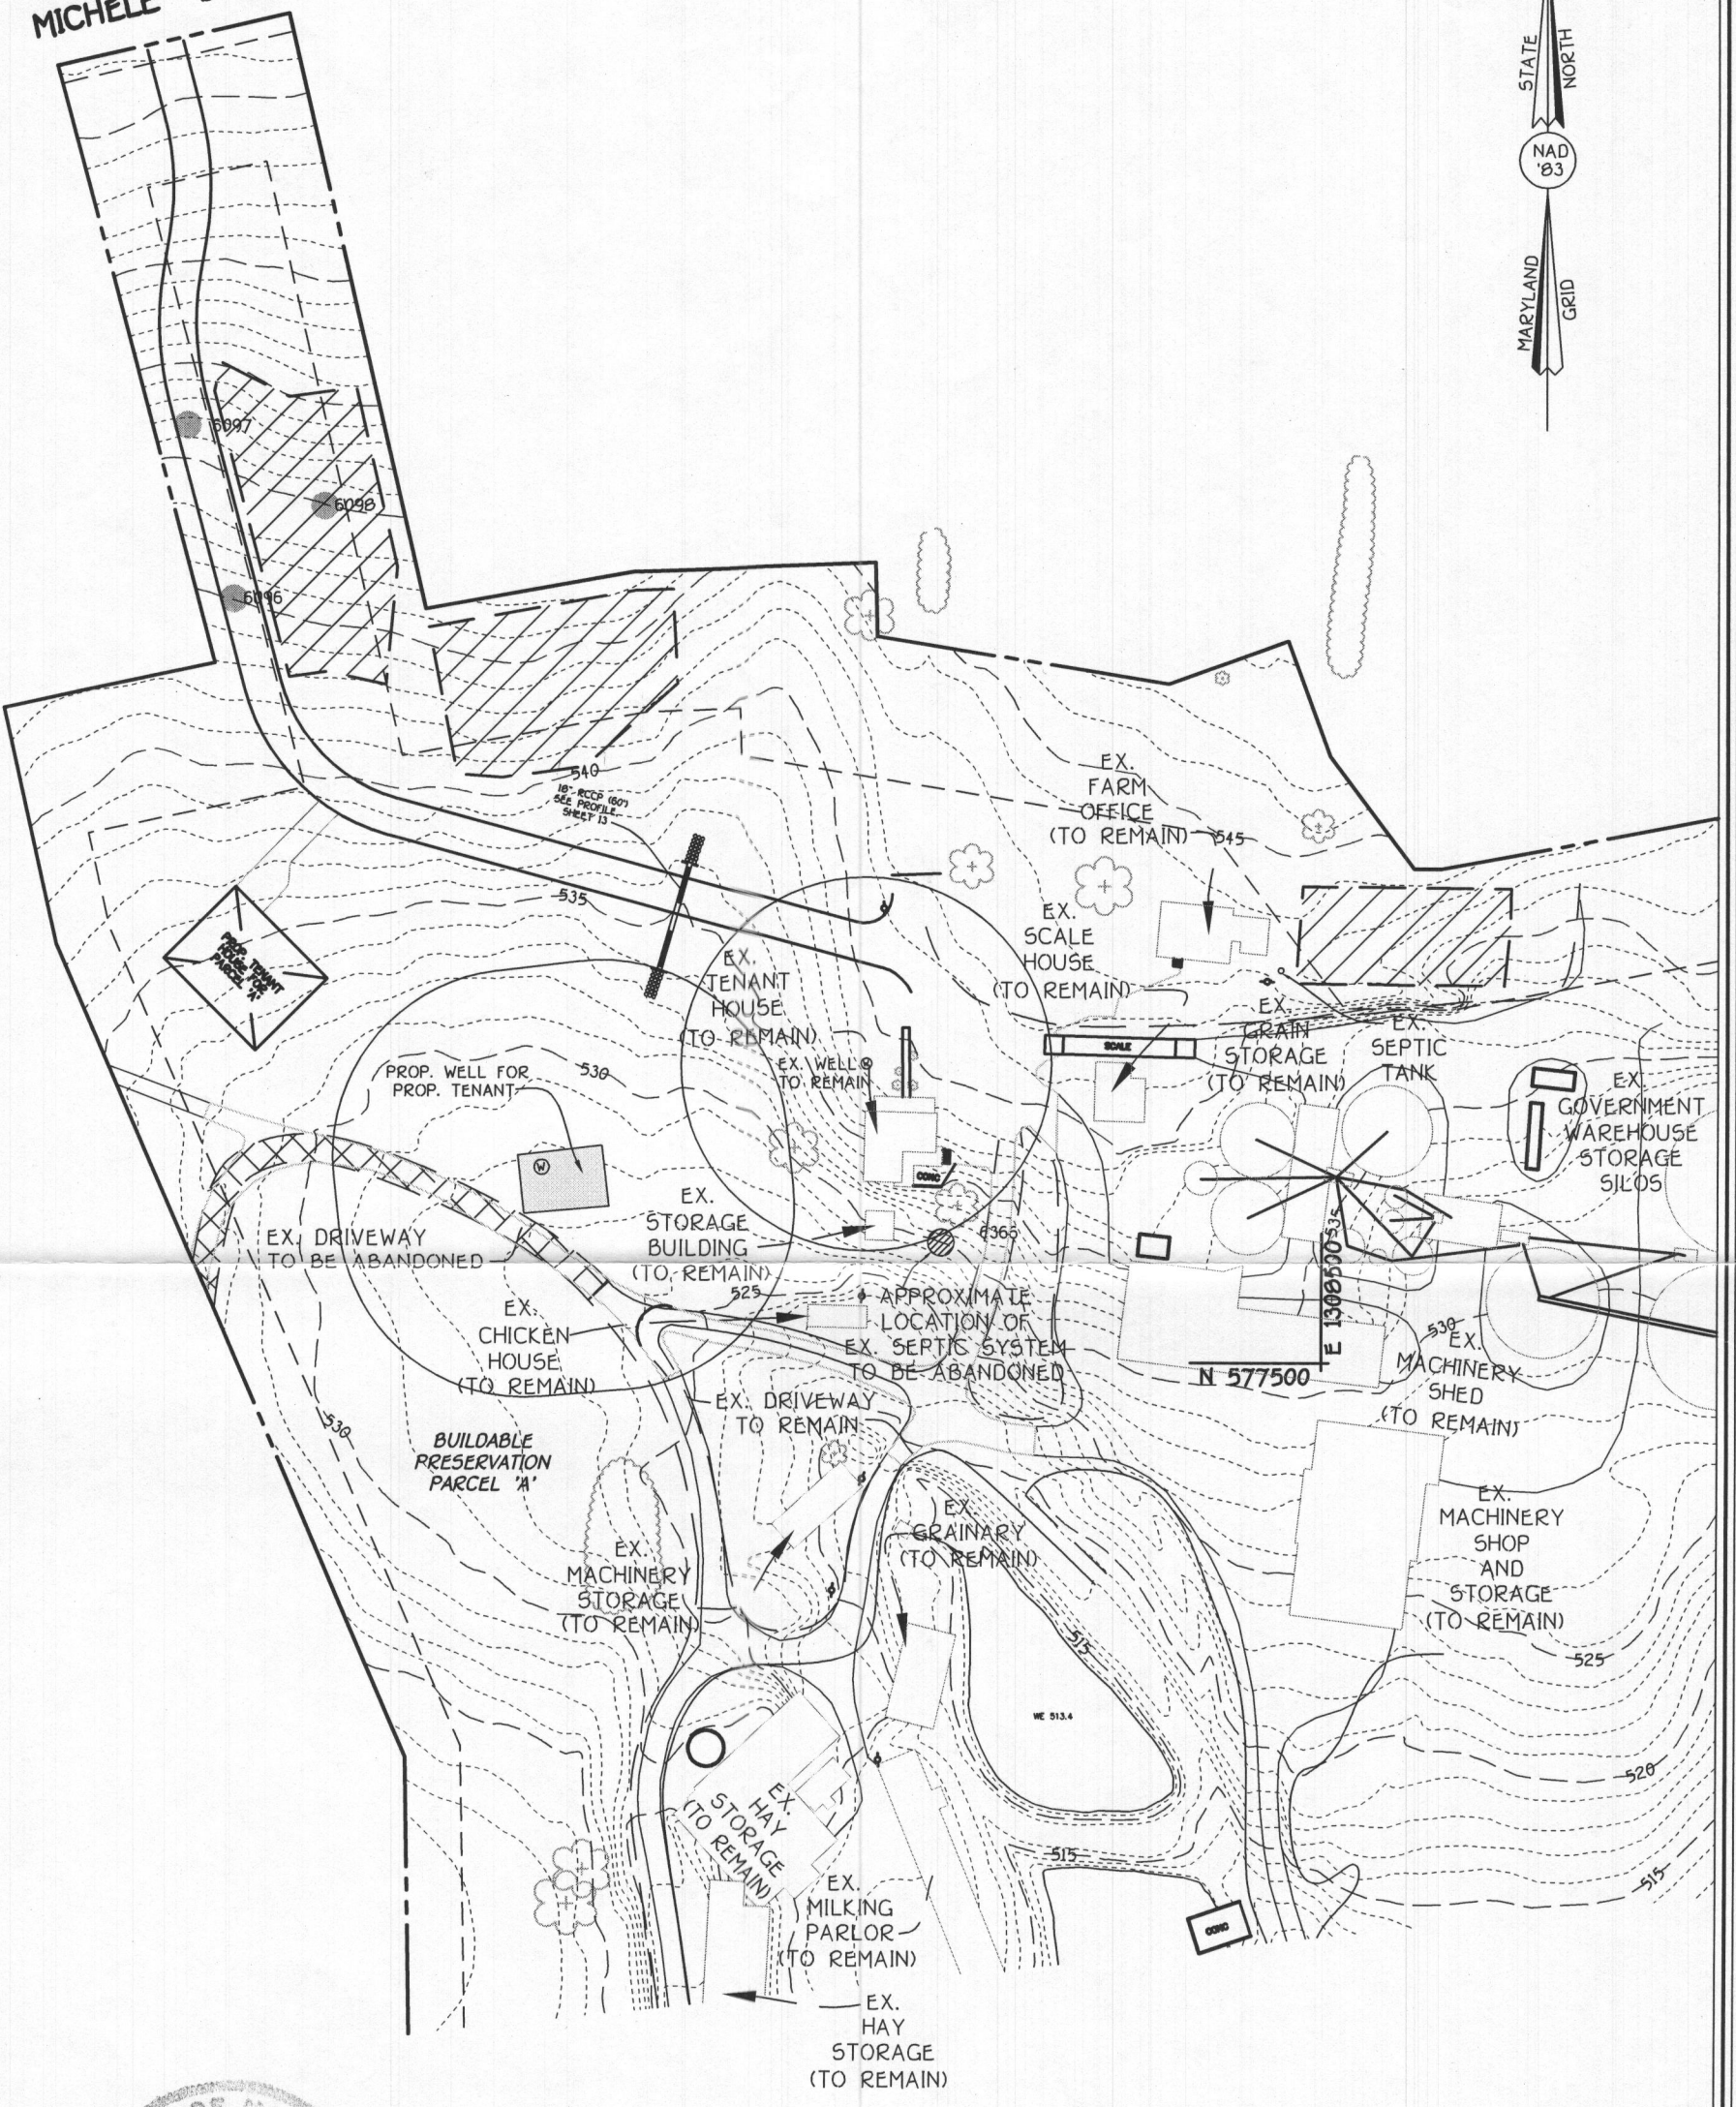 MICHELE
STATE
NORTH
NAD
'83
MARYLAND
GRID
6097
6098
6096
540
18" RCCP (60')
SEE PROFILE
SHEET 13
EX.
FARM
OFFICE
(TO REMAIN)
545
535
PROP. TENANT
HOUSE FOR
PARCEL 'A'
EX.
SCALE
HOUSE
(TO REMAIN)
EX.
TENANT
HOUSE
(TO REMAIN)
EX.
GRAIN
STORAGE
(TO REMAIN)
EX.
SEPTIC
TANK
SCALE
EX. WELL
TO REMAIN
PROP. WELL FOR
PROP. TENANT
530
EX.
GOVERNMENT
WAREHOUSE
STORAGE
SILOS
W
CONC
EX.
STORAGE
BUILDING
(TO REMAIN)
6365
535
EX. DRIVEWAY
TO BE ABANDONED
525
EX.
CHICKEN
HOUSE
(TO REMAIN)
APPROXIMATE
LOCATION OF
EX. SEPTIC SYSTEM
TO BE ABANDONED
E 1308500
N 577500
530
EX.
MACHINERY
SHED
(TO REMAIN)
EX. DRIVEWAY
TO REMAIN
530
BUILDABLE
PRESERVATION
PARCEL 'A'
EX.
GRAINARY
(TO REMAIN)
EX.
MACHINERY
SHOP
AND
STORAGE
(TO REMAIN)
EX.
MACHINERY
STORAGE
(TO REMAIN)
515
525
WE 513.4
520
EX.
HAY
STORAGE
(TO REMAIN)
515
515
EX.
MILKING
PARLOR
(TO REMAIN)
CONC
EX.
HAY
STORAGE
(TO REMAIN)